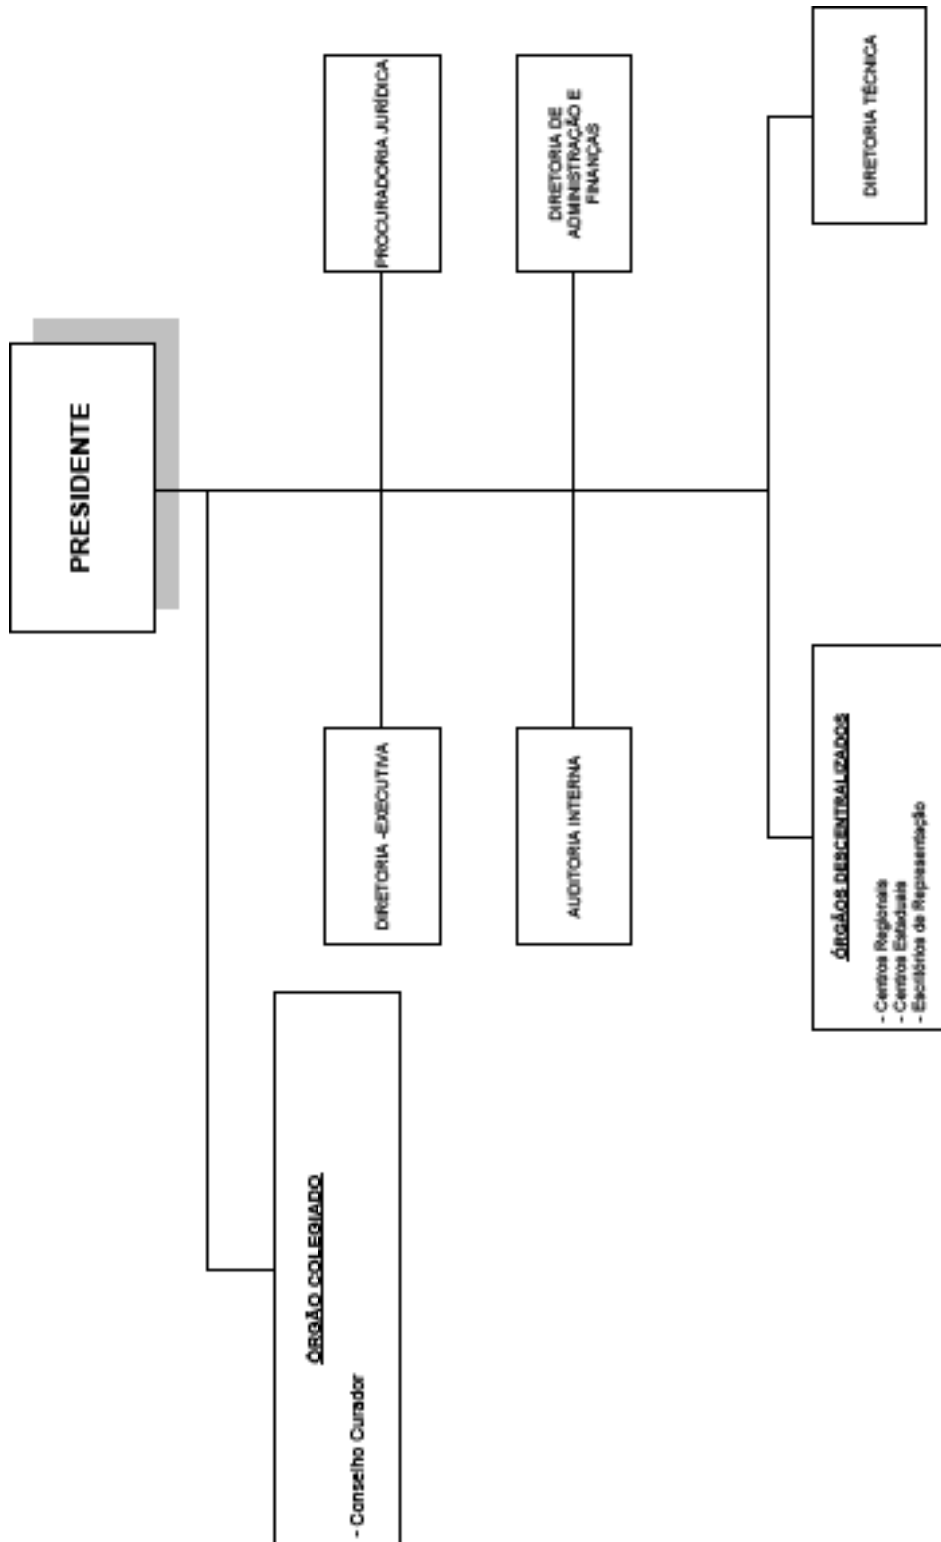 PRESIDENTE
ÓRGÃO COLEGIADO
- Conselho Curador
DIRETORIA -EXECUTIVA
PROCURADORIA JURÍDICA
AUDITORIA INTERNA
DIRETORIA DE
ADMINISTRAÇÃO E
FINANÇAS
ÓRGÃOS DESCENTRALIZADOS
- Centros Regionais
- Centros Estaduais
- Escritórios de Representação
DIRETORIA TÉCNICA